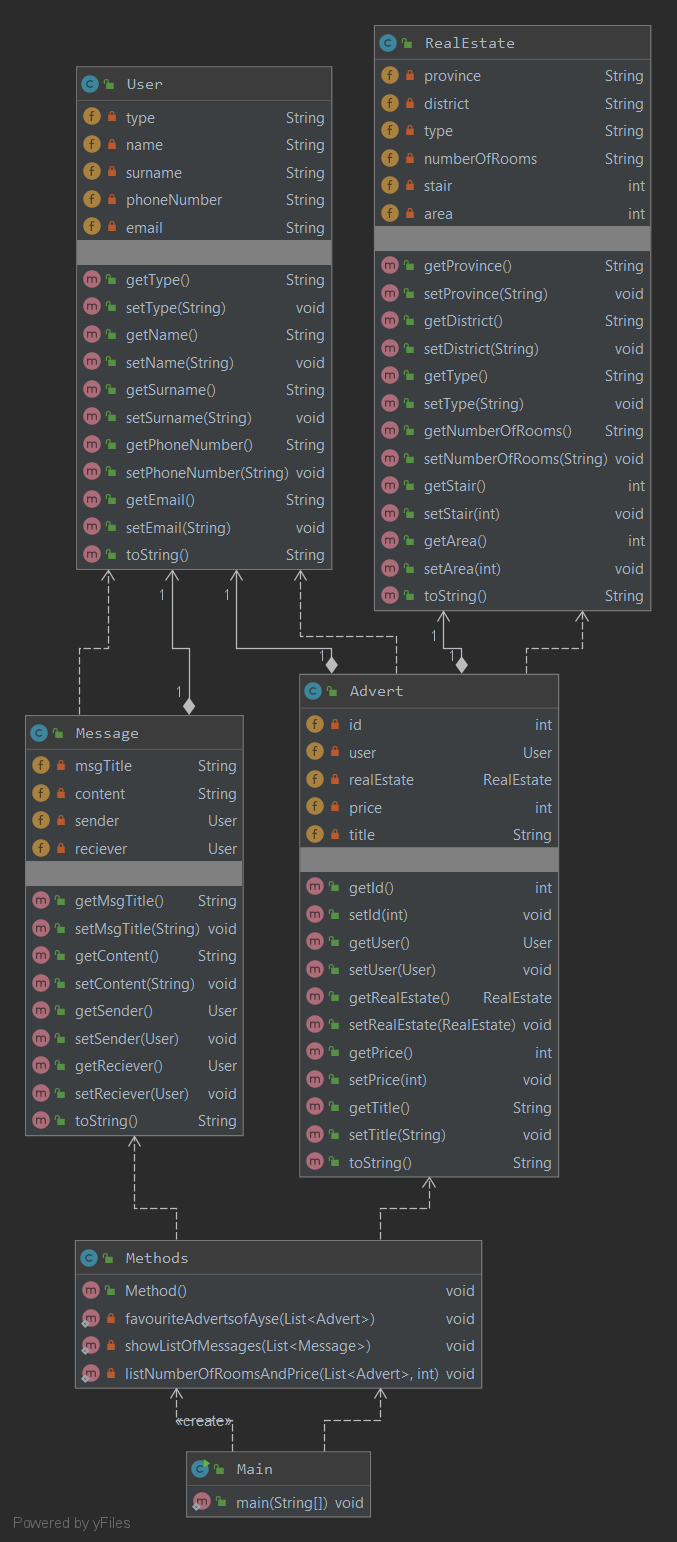 RealEstate
province String
district String
type String
numberOfRooms String
stair int
area int
getProvince() String
setProvince(String) void
getDistrict() String
setDistrict(String) void
getType() String
setType(String) void
getNumberOfRooms() String
setNumberOfRooms(String) void
getStair() int
setStair(int) void
getArea() int
setArea(int) void
toString() String
User
type String
name String
surname String
phoneNumber String
email String
getType() String
setType(String) void
getName() String
setName(String) void
getSurname() String
setSurname(String) void
getPhoneNumber() String
setPhoneNumber(String) void
getEmail() String
setEmail(String) void
toString() String
1
1
1
1
1
1
Advert
id int
user User
realEstate RealEstate
price int
title String
getId() int
setId(int) void
getUser() User
setUser(User) void
getRealEstate() RealEstate
setRealEstate(RealEstate) void
getPrice() int
setPrice(int) void
getTitle() String
setTitle(String) void
toString() String
Message
msgTitle String
content String
sender User
reciever User
getMsgTitle() String
setMsgTitle(String) void
getContent() String
setContent(String) void
getSender() User
setSender(User) void
getReciever() User
setReciever(User) void
toString() String
Methods
Method() void
favouriteAdvertsofAyse(List<Advert>) void
showListOfMessages(List<Message>) void
listNumberOfRoomsAndPrice(List<Advert>, int) void
«create»
Main
main(String[]) void
Powered by yFiles